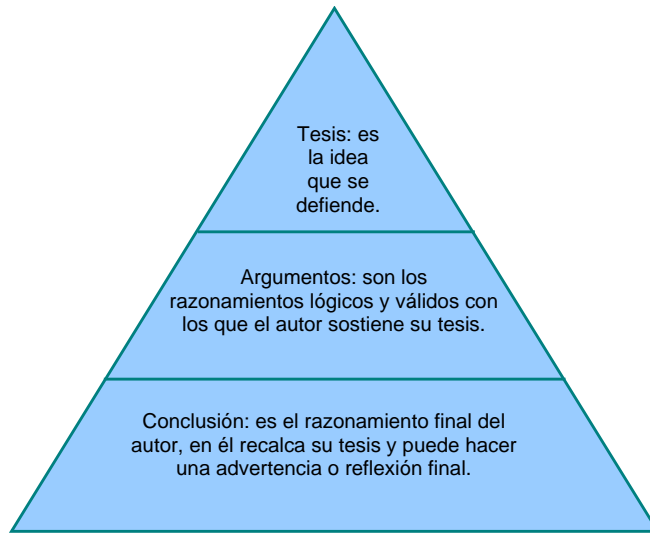 Tesis: es
la idea
que se
defiende.
Argumentos: son los
razonamientos lógicos y válidos con
los que el autor sostiene su tesis.
Conclusión: es el razonamiento final del
autor, en él recalca su tesis y puede hacer
una advertencia o reflexión final.